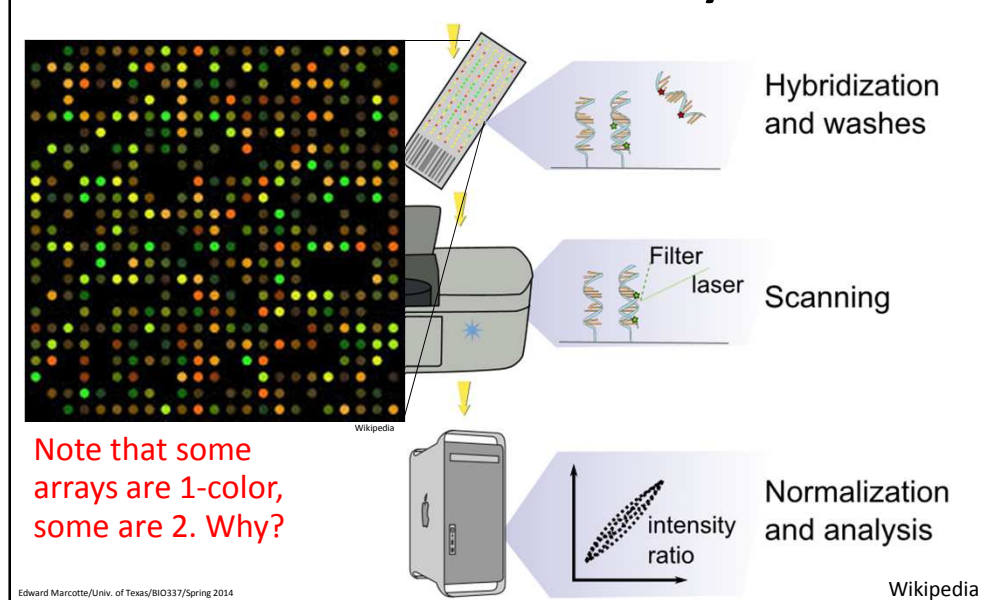 Hybridization
and washes
Filter
laser
Scanning
Wikipedia
Note that some
arrays are 1-color,
some are 2. Why?
intensity
ratio
Normalization
and analysis
Edward Marcotte/Univ. of Texas/BIO337/Spring 2014
Wikipedia